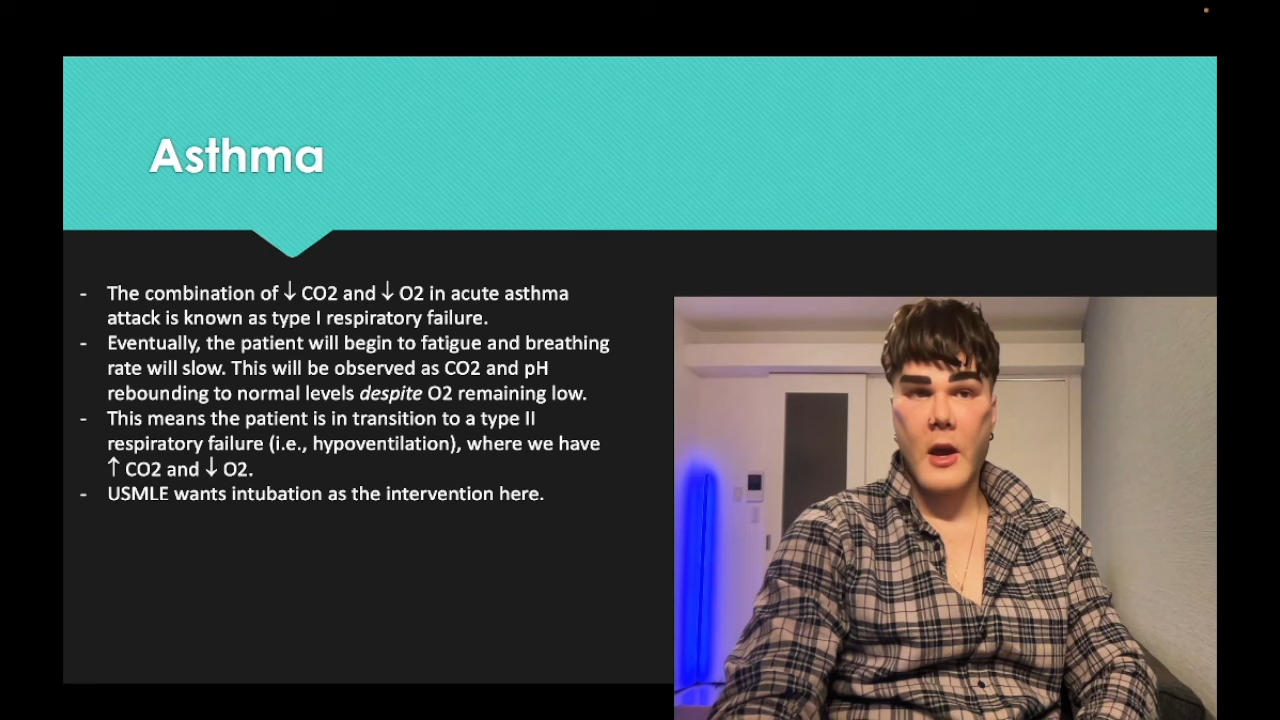 Asthma
- The combination of ↓ CO2 and ↓ O2 in acute asthma
attack is known as type I respiratory failure.
- Eventually, the patient will begin to fatigue and breathing
rate will slow. This will be observed as CO2 and pH
rebounding to normal levels despite O2 remaining low.
- This means the patient is in transition to a type II
respiratory failure (i.e., hypoventilation), where we have
↑ CO2 and ↓ O2.
- USMLE wants intubation as the intervention here.